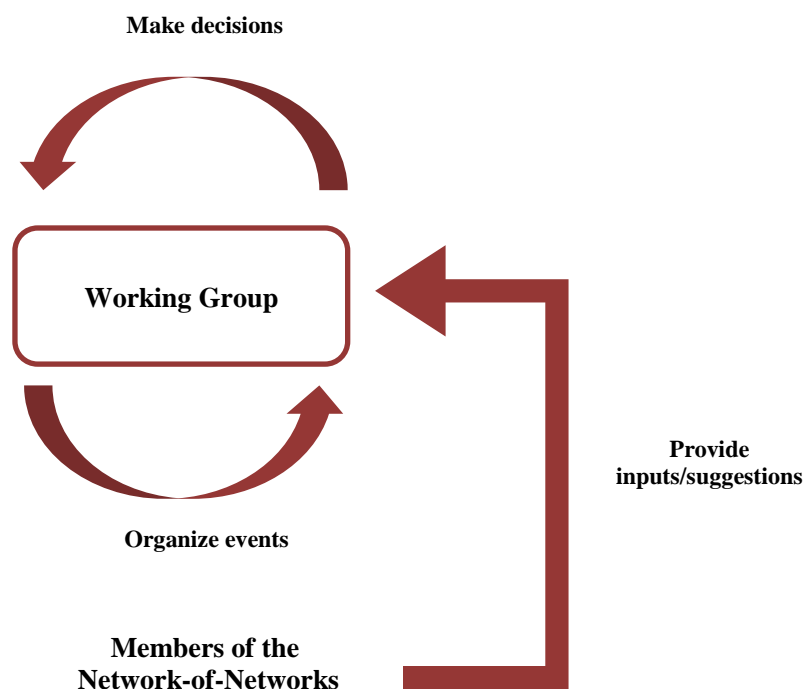 Make decisions
Working Group
Provide
inputs/suggestions
Organize events
Members of the
Network-of-Networks